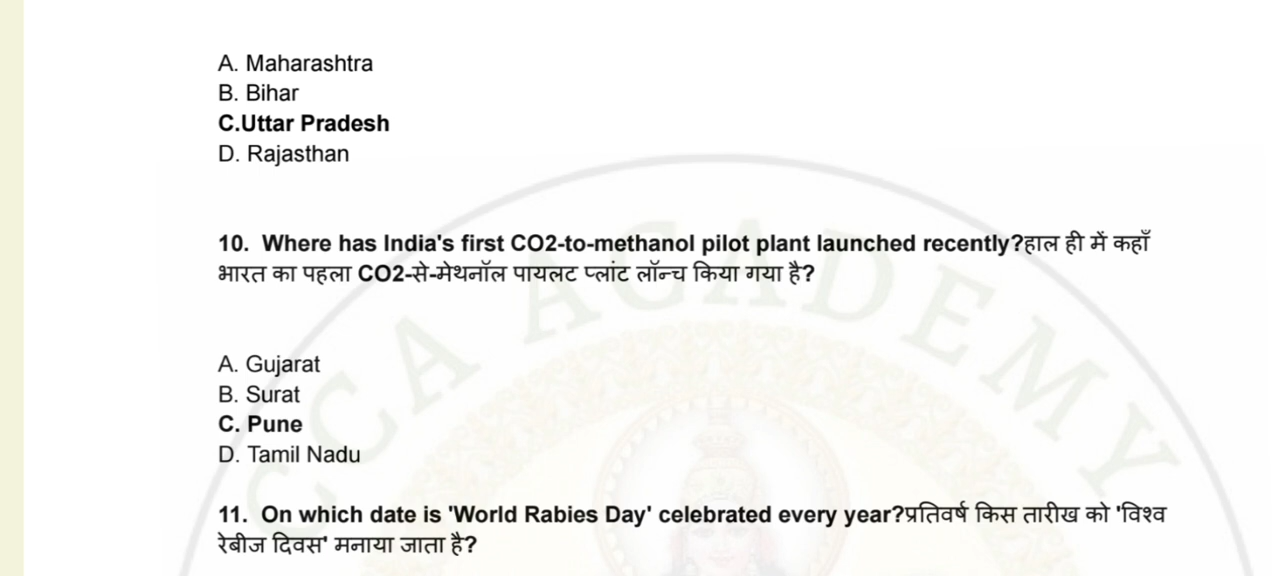 A. Maharashtra
B. Bihar
C.Uttar Pradesh
D. Rajasthan
10. Where has India's first CO2-to-methanol pilot plant launched recently?हाल ही में कहाँ
भारत का पहला CO2-से-मेथनॉल पायलट प्लांट लॉन्च किया गया है?
CCA ACADEMY
A. Gujarat
B. Surat
C. Pune
D. Tamil Nadu
11. On which date is 'World Rabies Day' celebrated every year?प्रतिवर्ष किस तारीख को 'विश्व
रेबीज दिवस' मनाया जाता है?